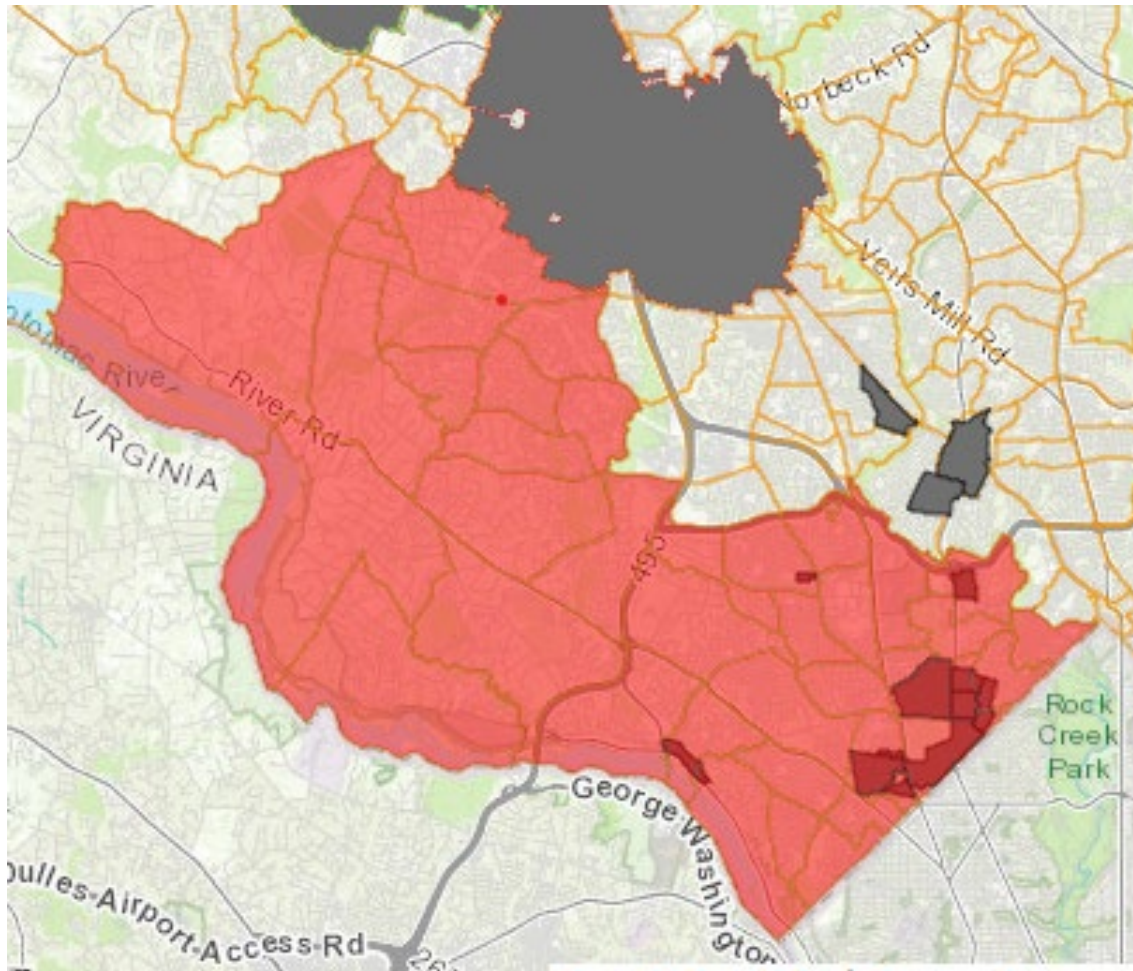 Norbeck Rd
Veirs-Mill Rd
otomac River
River-Rd
VIRGINIA
495
Rock
Creek
Park
George-Washington
Dulles-Airport-Access-Rd